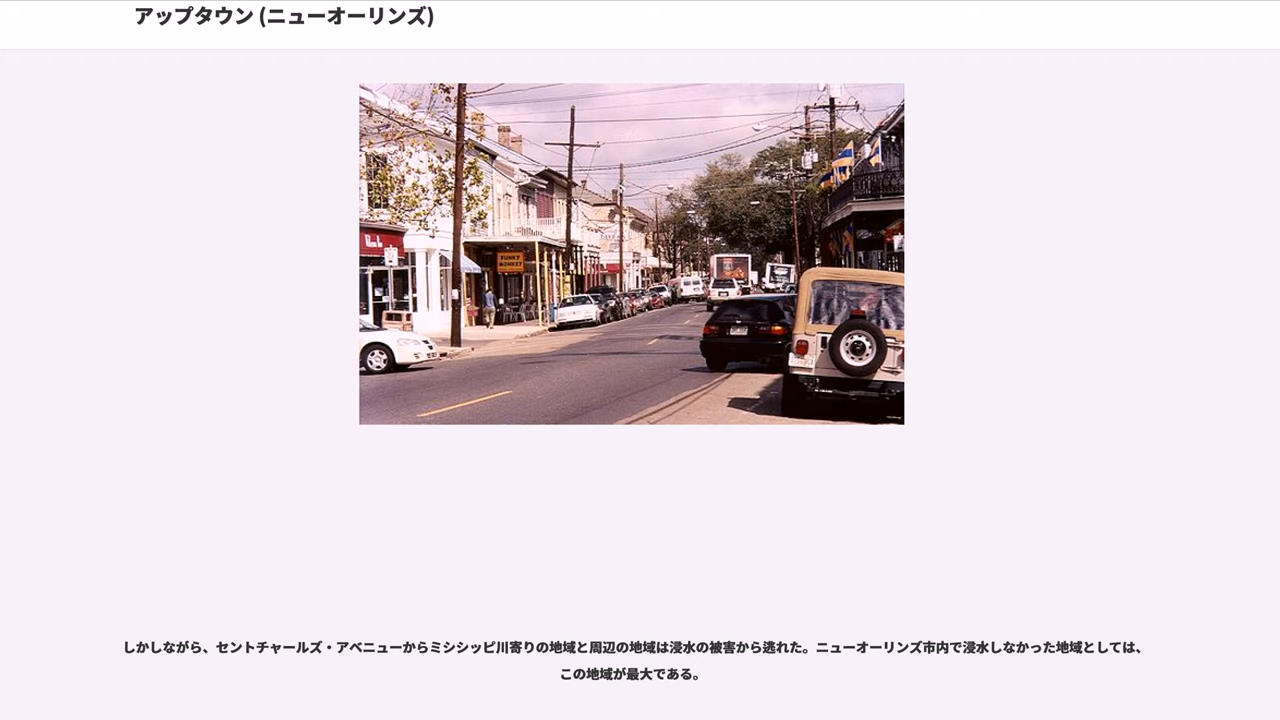 アップタウン (ニューオーリンズ)
FUNKY
MONKEY
しかしながら、セントチャールズ・アベニューからミシシッピ川寄りの地域と周辺の地域は浸水の被害から逃れた。ニューオーリンズ市内で浸水しなかった地域としては、
この地域が最大である。